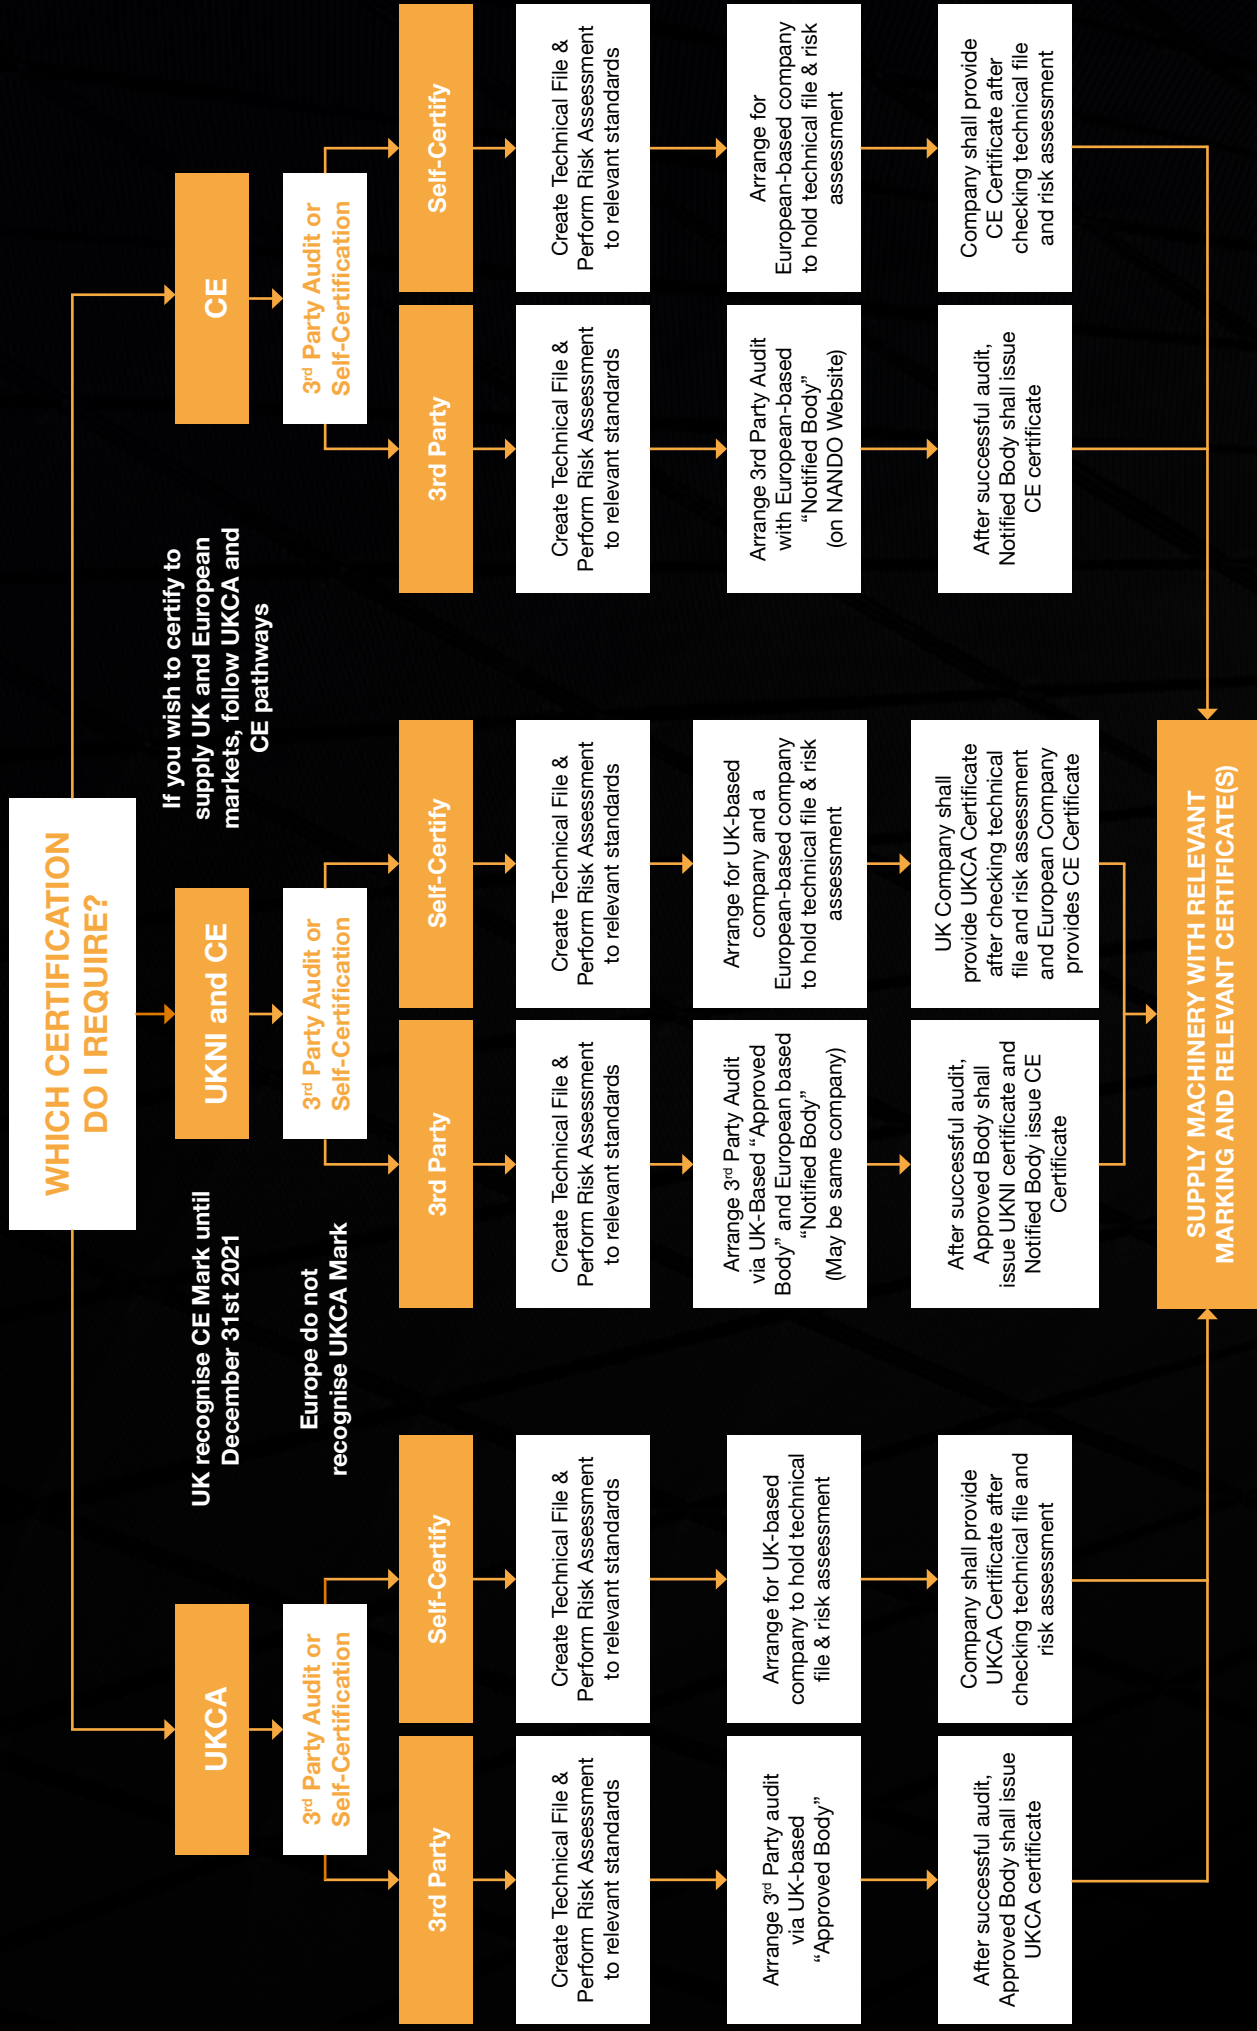 WHICH CERTIFICATION
DO I REQUIRE?
UKCA
UKNI and CE
CE
UK recognise CE Mark until
December 31st 2021
Europe do not
recognise UKCA Mark
If you wish to certify to
supply UK and European
markets, follow UKCA and
CE pathways
3rd Party Audit or
Self-Certification
3rd Party Audit or
Self-Certification
3rd Party Audit or
Self-Certification
3rd Party
Self-Certify
3rd Party
Self-Certify
3rd Party
Self-Certify
Create Technical File &
Perform Risk Assessment
to relevant standards
Create Technical File &
Perform Risk Assessment
to relevant standards
Create Technical File &
Perform Risk Assessment
to relevant standards
Create Technical File &
Perform Risk Assessment
to relevant standards
Create Technical File &
Perform Risk Assessment
to relevant standards
Create Technical File &
Perform Risk Assessment
to relevant standards
Arrange 3rd Party audit
via UK-based
“Approved Body”
Arrange for UK-based
company to hold technical
file & risk assessment
Arrange 3rd Party Audit
via UK-Based “Approved
Body” and European based
“Notified Body”
(May be same company)
Arrange for UK-based
company and a
European-based company
to hold technical file & risk
assessment
Arrange 3rd Party Audit
with European-based
“Notified Body”
(on NANDO Website)
Arrange for
European-based company
to hold technical file & risk
assessment
After successful audit,
Approved Body shall issue
UKCA certificate
Company shall provide
UKCA Certificate after
checking technical file and
risk assessment
After successful audit,
Approved Body shall
issue UKNI certificate and
Notified Body issue CE
Certificate
UK Company shall
provide UKCA Certificate
after checking technical
file and risk assessment
and European Company
provides CE Certificate
After successful audit,
Notified Body shall issue
CE certificate
Company shall provide
CE Certificate after
checking technical file
and risk assessment
SUPPLY MACHINERY WITH RELEVANT
MARKING AND RELEVANT CERTIFICATE(S)